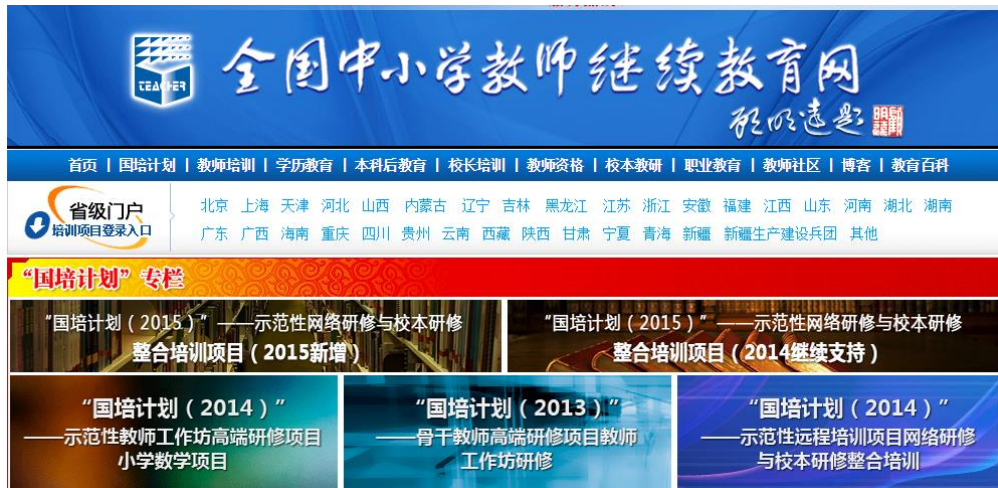 TEACHER
全国中小学教师继续教育网
顾明远题
首页 | 国培计划 | 教师培训 | 学历教育 | 本科后教育 | 校长培训 | 教师资格 | 校本教研 | 职业教育 | 教师社区 | 博客 | 教育百科
省级门户
培训项目登录入口
北京 上海 天津 河北 山西 内蒙古 辽宁 吉林 黑龙江 江苏 浙江 安徽 福建 江西 山东 河南 湖北 湖南
广东 广西 海南 重庆 四川 贵州 云南 西藏 陕西 甘肃 宁夏 青海 新疆 新疆生产建设兵团 其他
“国培计划”专栏
“国培计划（2015）”——示范性网络研修与校本研修
整合培训项目（2015新增）
“国培计划（2015）”——示范性网络研修与校本研修
整合培训项目（2014继续支持）
“国培计划（2014）”
——示范性教师工作坊高端研修项目
小学数学项目
“国培计划（2013）”
——骨干教师高端研修项目教师
工作坊研修
“国培计划（2014）”
——示范性远程培训项目网络研修
与校本研修整合培训